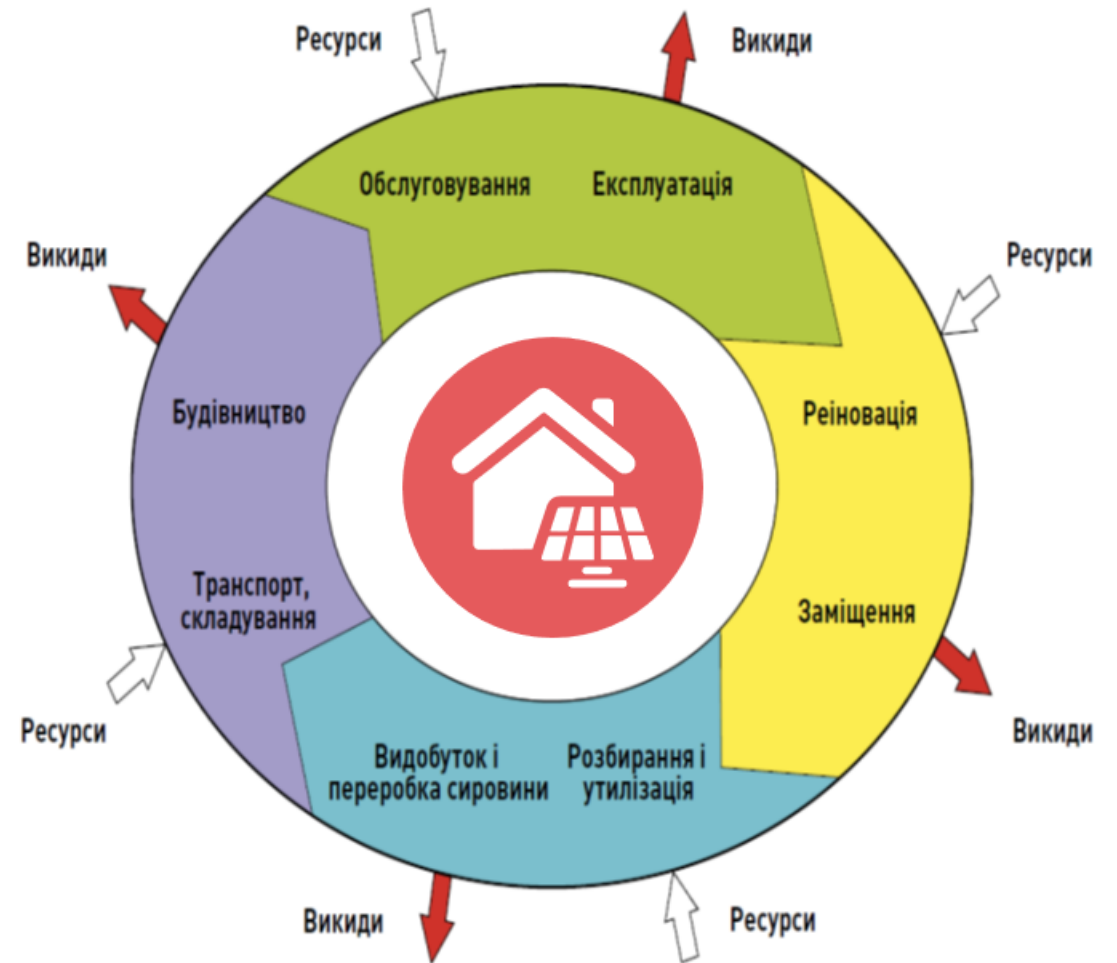 Ресурси
Викиди
Обслуговування
Експлуатація
Викиди
Ресурси
Будівництво
Реіновація
Транспорт,
складування
Заміщення
Ресурси
Викиди
Видобуток і
переробка сировини
Розбирання і
утилізація
Викиди
Ресурси